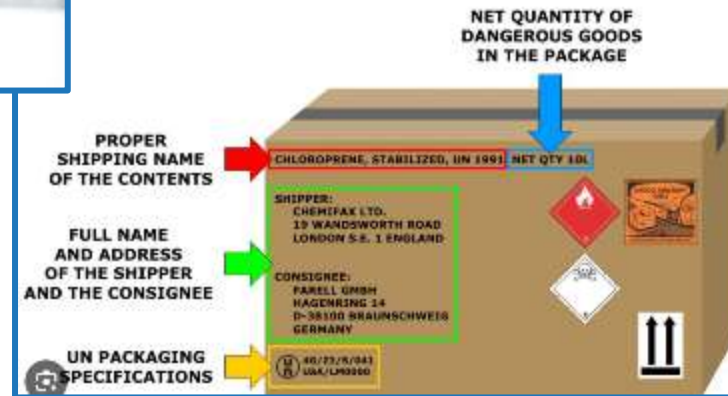 NET QUANTITY OF
DANGEROUS GOODS
IN THE PACKAGE
PROPER
SHIPPING NAME
OF THE CONTENTS
CHLOROPRENE, STABILIZED, UN 1991 NET QTY 10L
FULL NAME
AND ADDRESS
OF THE SHIPPER
AND THE CONSIGNEE
SHIPPER:
CHEMIFAX LTD.
19 WANDSWORTH ROAD
LONDON S.E. 1 ENGLAND
CONSIGNEE:
FARELL GMBH
HAGENRING 14
D-38100 BRAUNSCHWEIG
GERMANY
UN PACKAGING
SPECIFICATIONS